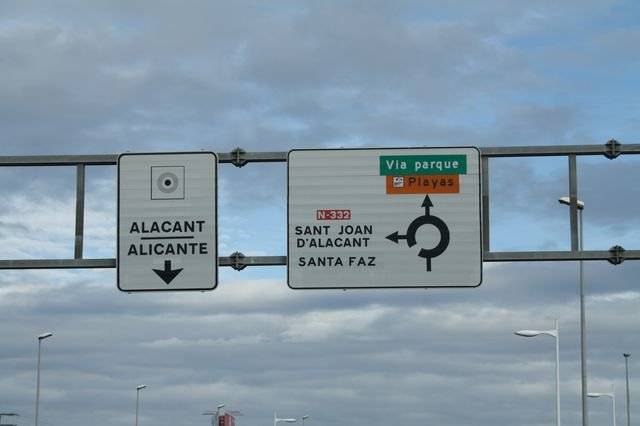 ALACANT
ALICANTE
Via parque
Playas
N-332
SANT JOAN
D'ALACANT
SANTA FAZ